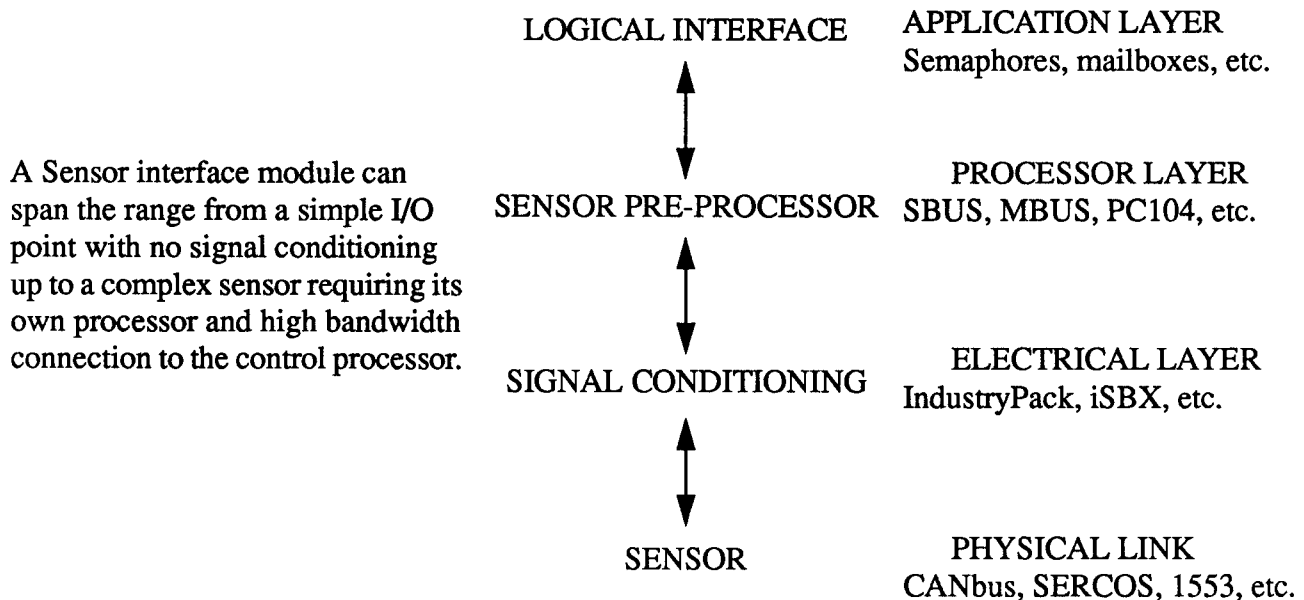 LOGICAL INTERFACE
APPLICATION LAYER
Semaphores, mailboxes, etc.
A Sensor interface module can
span the range from a simple I/O
point with no signal conditioning
up to a complex sensor requiring its
own processor and high bandwidth
connection to the control processor.
SENSOR PRE-PROCESSOR
PROCESSOR LAYER
SBUS, MBUS, PC104, etc.
SIGNAL CONDITIONING
ELECTRICAL LAYER
IndustryPack, iSBX, etc.
SENSOR
PHYSICAL LINK
CANbus, SERCOS, 1553, etc.